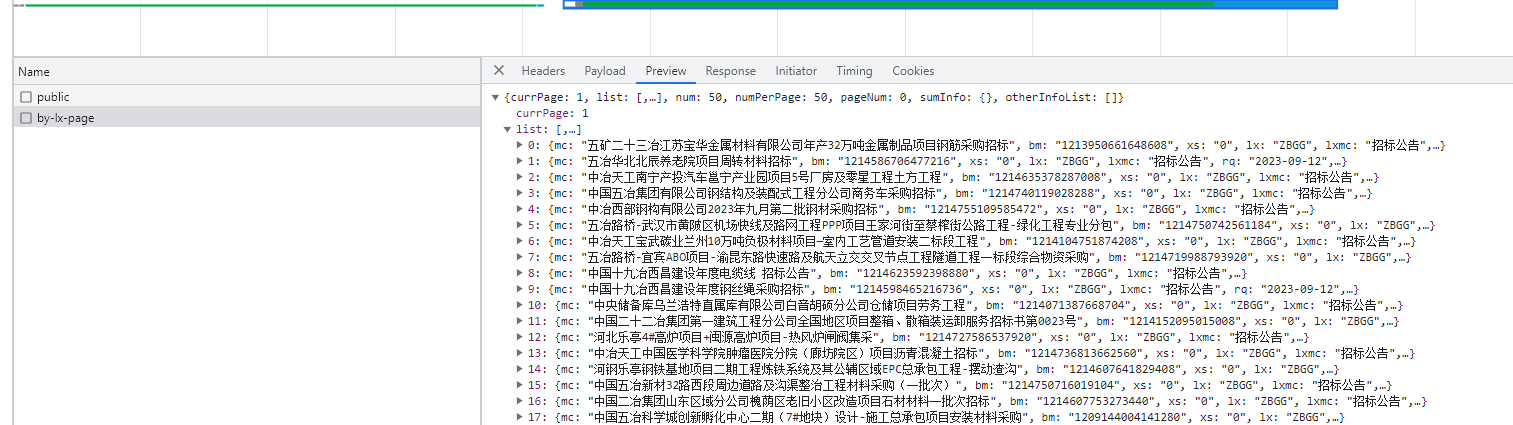 Name
public
by-lx-page
Headers Payload Preview Response Initiator Timing Cookies
{currPage: 1, list: [,…], num: 50, numPerPage: 50, pageNum: 0, sumInfo: {}, otherInfoList: []}
currPage: 1
list: [,…]
0: {mc: "五矿二十三冶江苏宝华金属材料有限公司年产32万吨金属制品项目钢筋采购招标", bm: "1213950661648608", xs: "0", lx: "ZBGG", lxmc: "招标公告",…}
1: {mc: "五冶华北北辰养老院项目周转材料招标", bm: "1214586706477216", xs: "0", lx: "ZBGG", lxmc: "招标公告", rq: "2023-09-12",…}
2: {mc: "中冶天工南宁产投汽车邕宁产业园项目5号厂房及零星工程土方工程", bm: "1214635378287008", xs: "0", lx: "ZBGG", lxmc: "招标公告",…}
3: {mc: "中国五冶集团有限公司钢结构及装配式工程分公司商务车采购招标", bm: "1214740119028288", xs: "0", lx: "ZBGG", lxmc: "招标公告",…}
4: {mc: "中冶西部钢构有限公司2023年九月第二批钢材采购招标", bm: "1214755109585472", xs: "0", lx: "ZBGG", lxmc: "招标公告",…}
5: {mc: "五冶路桥-武汉市黄陂区机场快线及路网工程PPP项目王家河街至蔡榨街公路工程-绿化工程专业分包", bm: "1214750742561184", xs: "0", lx: "ZBGG",…}
6: {mc: "中冶天工宝武碳业兰州10万吨负极材料项目—室内工艺管道安装二标段工程", bm: "1214104751874208", xs: "0", lx: "ZBGG", lxmc: "招标公告",…}
7: {mc: "五冶路桥-宜宾ABO项目-渝昆东路快速路及航天立交交叉节点工程隧道工程一标段综合物资采购", bm: "1214719988793920", xs: "0", lx: "ZBGG",…}
8: {mc: "中国十九冶西昌建设年度电缆线 招标公告", bm: "1214623592398880", xs: "0", lx: "ZBGG", lxmc: "招标公告",…}
9: {mc: "中国十九冶西昌建设年度钢丝绳采购招标", bm: "1214598465216736", xs: "0", lx: "ZBGG", lxmc: "招标公告", rq: "2023-09-12",…}
10: {mc: "中央储备库乌兰浩特直属库有限公司白音胡硕分公司仓储项目劳务工程", bm: "1214071387668704", xs: "0", lx: "ZBGG", lxmc: "招标公告",…}
11: {mc: "中国二十二冶集团第一建筑工程分公司全国地区项目整箱、散箱装运卸服务招标书第0023号", bm: "1214152095015008", xs: "0", lx: "ZBGG",…}
12: {mc: "河北乐亭4#高炉项目+闽源高炉项目-热风炉闸阀集采", bm: "1214727586537920", xs: "0", lx: "ZBGG", lxmc: "招标公告",…}
13: {mc: "中冶天工中国医学科学院肿瘤医院分院（廊坊院区）项目沥青混凝土招标", bm: "1214736813662560", xs: "0", lx: "ZBGG", lxmc: "招标公告",…}
14: {mc: "河钢乐亭钢铁基地项目二期工程炼铁系统及其公辅区域EPC总承包工程-摆动溜沟", bm: "1214607641829408", xs: "0", lx: "ZBGG",…}
15: {mc: "中国五冶新材32路西段周边道路及沟渠整治工程材料采购（一批次）", bm: "1214750716019104", xs: "0", lx: "ZBGG", lxmc: "招标公告",…}
16: {mc: "中国二冶集团山东区域分公司槐荫区老旧小区改造项目石材材料一批次招标", bm: "1214607753273440", xs: "0", lx: "ZBGG", lxmc: "招标公告",…}
17: {mc: "中国五冶科学城创新孵化中心二期（7#地块）设计-施工总承包项目安装材料采购", bm: "1209144004141280", xs: "0", lx: "ZBGG",…}